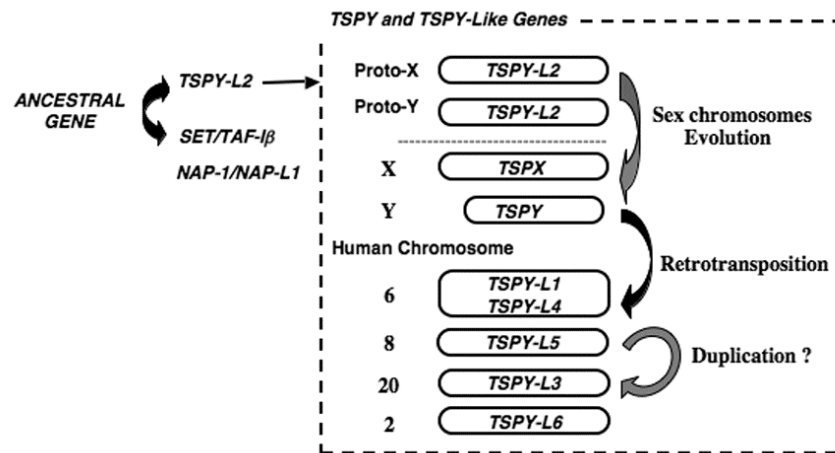 TSPY and TSPY-Like Genes
ANCESTRAL
GENE
TSPY-L2
SET/TAF-Iβ
NAP-1/NAP-L1
Proto-X TSPY-L2
Proto-Y TSPY-L2
Sex chromosomes
Evolution
X TSPX
Y TSPY
Human Chromosome
Retrotransposition
6 TSPY-L1
TSPY-L4
8 TSPY-L5
Duplication ?
20 TSPY-L3
2 TSPY-L6